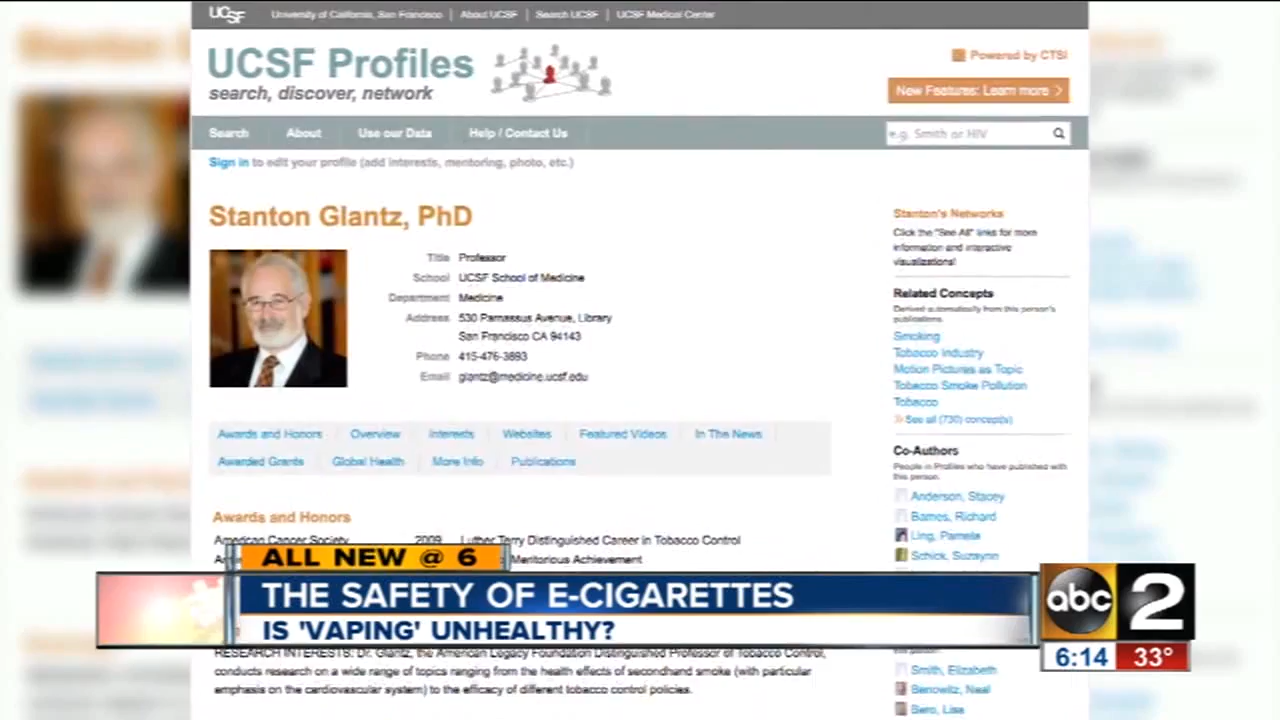 UCSF
University of California, San Francisco | About UCSF | Search UCSF | UCSF Medical Center
UCSF Profiles
search, discover, network
Powered by CTSI
New Features: Learn more >
Search
About
Use our Data
Help / Contact Us
e.g. Smith or HIV
Sign in to edit your profile (add interests, mentoring, photo, etc.)
Stanton Glantz, PhD
Title Professor
School UCSF School of Medicine
Department Medicine
Address 530 Parnassus Avenue, Library
San Francisco CA 94143
Phone 415-476-3893
Email glantz@medicine.ucsf.edu
Awards and Honors
Overview
Interests
Websites
Featured Videos
In The News
Awarded Grants
Global Health
More Info
Publications
Awards and Honors
American Cancer Society 2009 Luther Terry Distinguished Career in Tobacco Control
Meritorious Achievement
RESEARCH INTERESTS: Dr. Glantz, the American Legacy Foundation Distinguished Professor of Tobacco Control,
conducts research on a wide range of topics ranging from the health effects of secondhand smoke (with particular
emphasis on the cardiovascular system) to the efficacy of different tobacco control policies.
Stanton's Networks
Click the "See All" links for more
information and interactive
visualizations!
Related Concepts
Derived automatically from this person's
publications.
Smoking
Tobacco Industry
Motion Pictures as Topic
Tobacco Smoke Pollution
Tobacco
See all (730) concept(s)
Co-Authors
People in Profiles who have published with
this person.
Anderson, Stacey
Barnes, Richard
Ling, Pamela
Schick, Suzaynn
this person.
Smith, Elizabeth
Benowitz, Neal
Bero, Lisa
ALL NEW @ 6
THE SAFETY OF E-CIGARETTES
IS 'VAPING' UNHEALTHY?
abc 2
6:14 33°